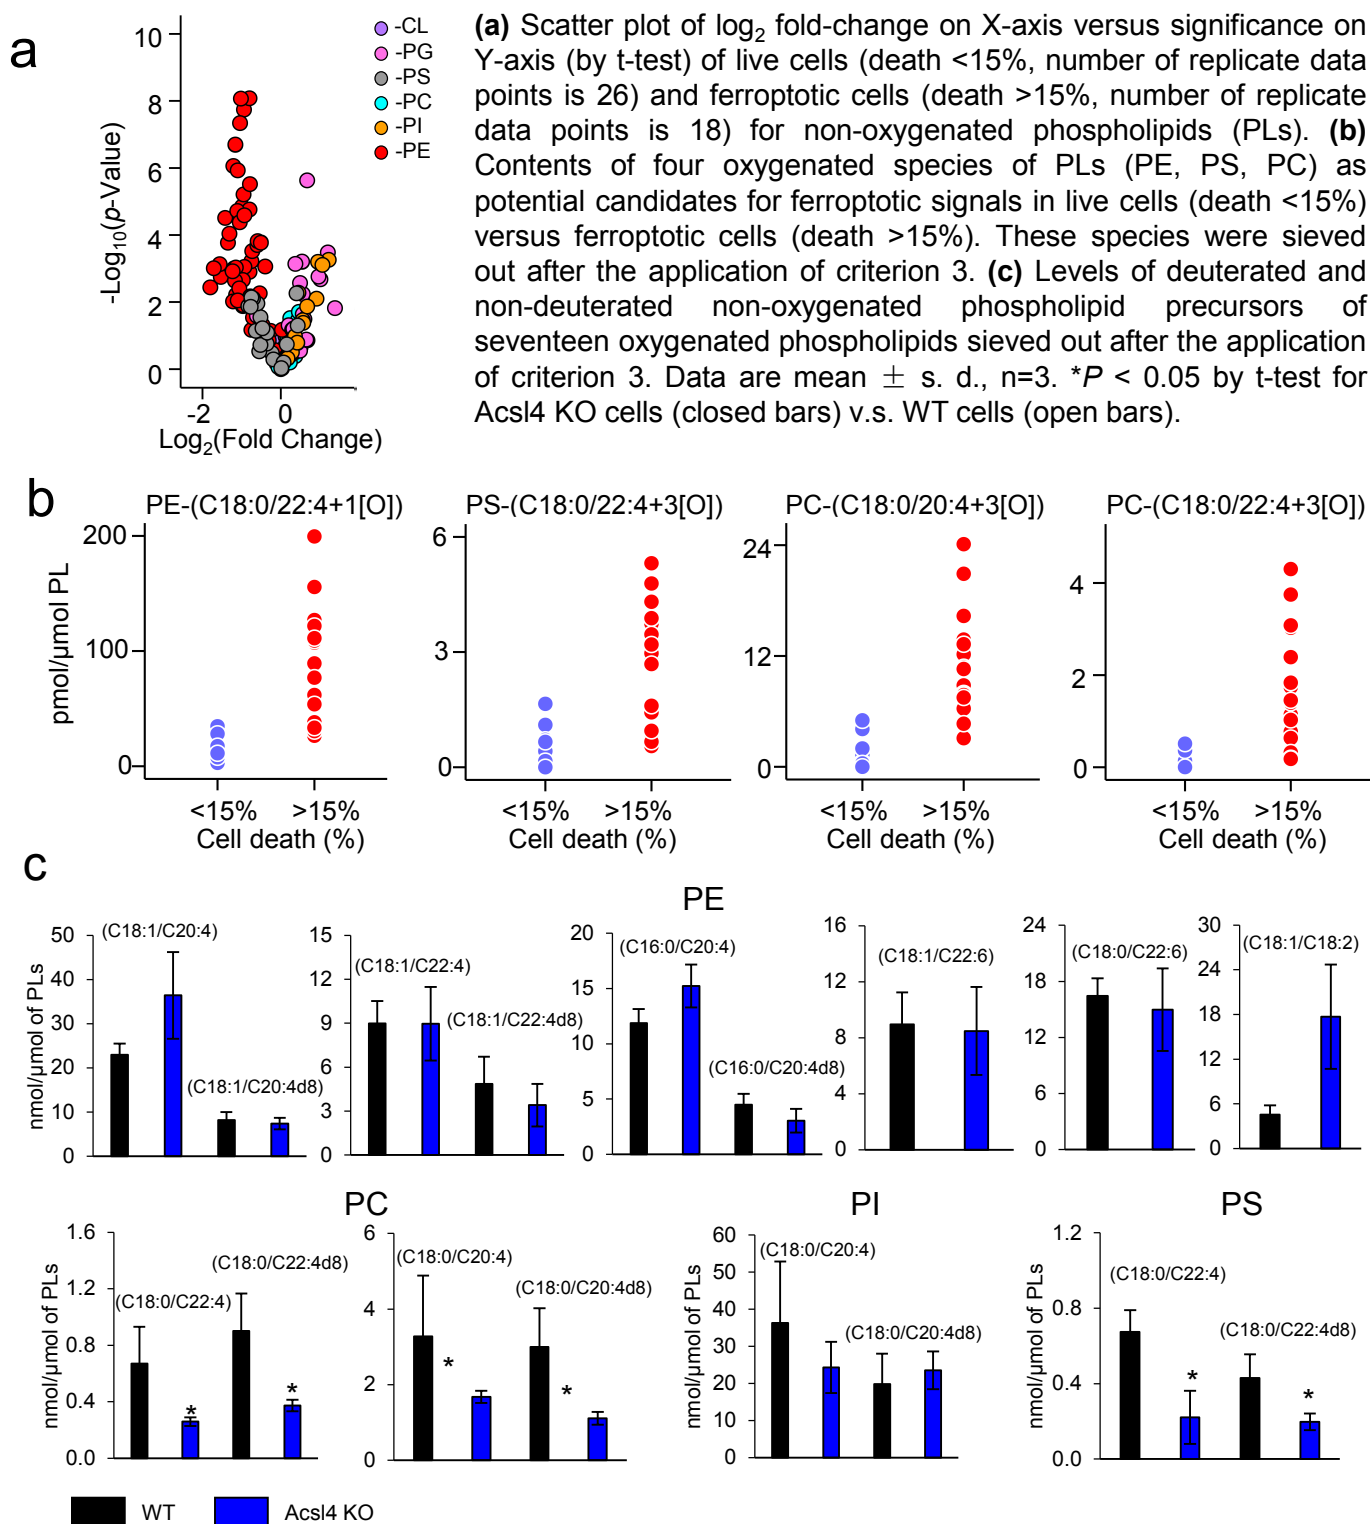 a
10
8
6
4
2
0
-Log10(p-Value)
-2
0
Log2(Fold Change)
-CL
-PG
-PS
-PC
-PI
-PE
(a) Scatter plot of log2 fold-change on X-axis versus significance on
Y-axis (by t-test) of live cells (death <15%, number of replicate data
points is 26) and ferroptotic cells (death >15%, number of replicate
data points is 18) for non-oxygenated phospholipids (PLs). (b)
Contents of four oxygenated species of PLs (PE, PS, PC) as
potential candidates for ferroptotic signals in live cells (death <15%)
versus ferroptotic cells (death >15%). These species were sieved
out after the application of criterion 3. (c) Levels of deuterated and
non-deuterated non-oxygenated phospholipid precursors of
seventeen oxygenated phospholipids sieved out after the application
of criterion 3. Data are mean ± s. d., n=3. *P < 0.05 by t-test for
Acsl4 KO cells (closed bars) v.s. WT cells (open bars).
b
pmol/µmol PL
PE-(C18:0/22:4+1[O])
200
100
0
<15% >15%
Cell death (%)
PS-(C18:0/22:4+3[O])
6
3
0
<15% >15%
Cell death (%)
PC-(C18:0/20:4+3[O])
24
12
0
<15% >15%
Cell death (%)
PC-(C18:0/22:4+3[O])
4
2
0
<15% >15%
Cell death (%)
c
PE
nmol/µmol of PLs
50
40
30
20
10
0
(C18:1/C20:4)
(C18:1/C20:4d8)
15
12
9
6
3
0
(C18:1/C22:4)
(C18:1/C22:4d8)
20
15
10
5
0
(C16:0/C20:4)
(C16:0/C20:4d8)
16
12
8
4
0
(C18:1/C22:6)
24
18
12
6
0
(C18:0/C22:6)
30
24
18
12
6
0
(C18:1/C18:2)
PC
nmol/µmol of PLs
1.6
1.2
0.8
0.4
0.0
(C18:0/C22:4)
(C18:0/C22:4d8)
*
*
6
4
2
0
(C18:0/C20:4)
(C18:0/C20:4d8)
*
*
PI
nmol/µmol of PLs
60
50
40
30
20
10
0
(C18:0/C20:4)
(C18:0/C20:4d8)
PS
nmol/µmol of PLs
1.2
0.8
0.4
0.0
(C18:0/C22:4)
(C18:0/C22:4d8)
*
*
WT
Acsl4 KO